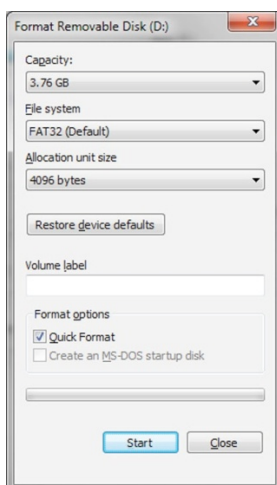 Format Removable Disk (D:)
Capacity:
3.76 GB
File system
FAT32 (Default)
Allocation unit size
4096 bytes
Restore device defaults
Volume label
Format options
Quick Format
Create an MS-DOS startup disk
Start Close